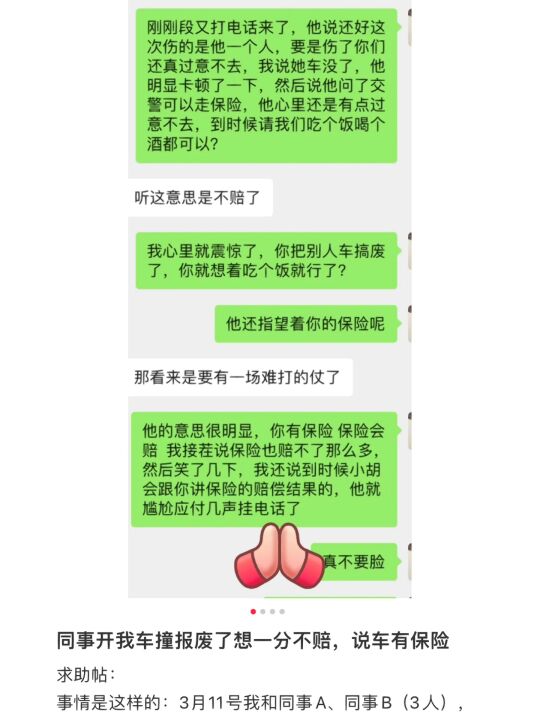 刚刚段又打电话来了，他说还好这
次伤的是他一个人，要是伤了你们
还真过意不去，我说她车没了，他
明显卡顿了一下，然后说他问了交
警可以走保险，他心里还是有点过
意不去，到时候请我们吃个饭喝个
酒都可以？
听这意思是不赔了
我心里就震惊了，你把别人车搞废
了，你就想着吃个饭就行了？
他还指望着你的保险呢
那看来是要有一场难打的仗了
他的意思很明显，你有保险 保险会
赔 我接茬说保险也赔不了那么多，
然后笑了几下，我还说到时候小胡
会跟你讲保险的赔偿结果的，他就
尴尬应付几声挂电话了
真不要脸
同事开我车撞报废了想一分不赔，说车有保险
求助帖：
事情是这样的：3月11号我和同事A、同事B（3人），